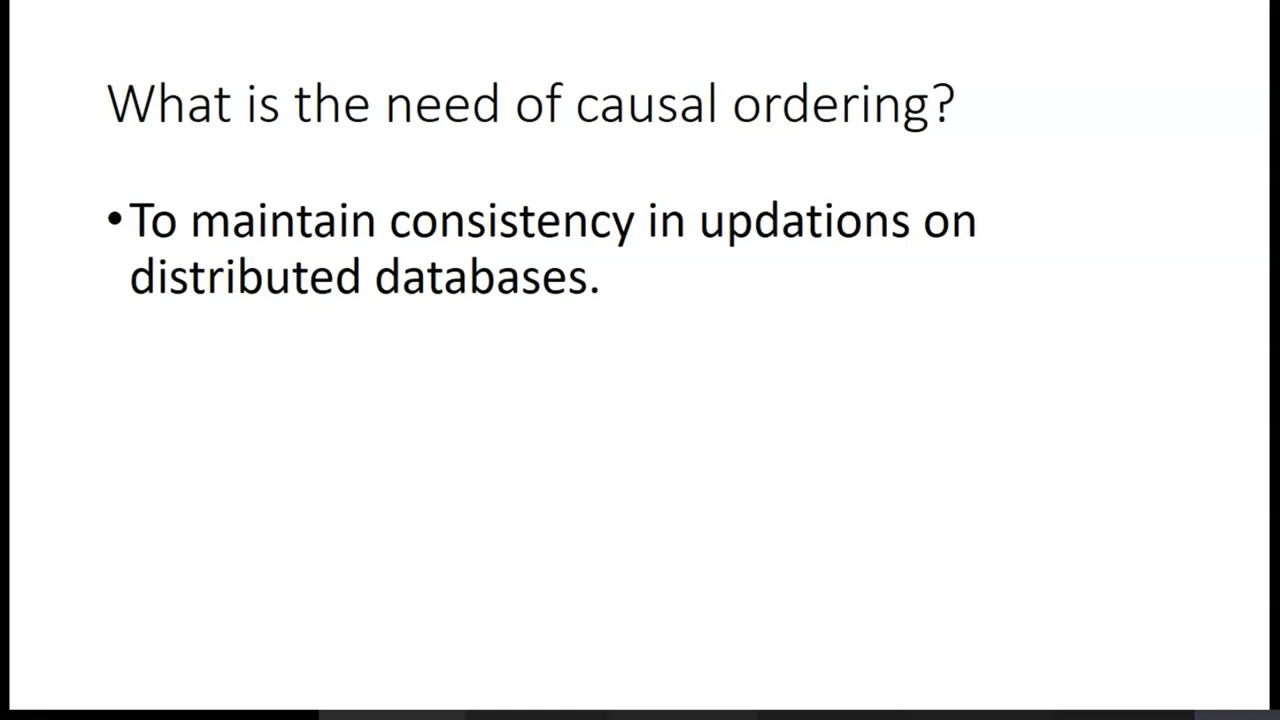 What is the need of causal ordering?
•To maintain consistency in updations on
distributed databases.